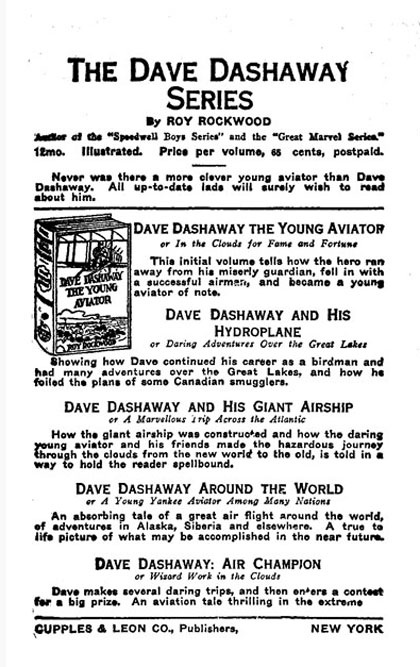 THE DAVE DASHAWAY
SERIES
By ROY ROCKWOOD
Author of the "Speedwell Boys Series" and the "Great Marvel Series."
12mo. Illustrated. Price per volume, 65 cents, postpaid.
Never was there a more clever young aviator than Dave
Dashaway. All up-to-date lads will surely wish to read
about him.
DAVE DASHAWAY THE YOUNG AVIATOR
or In the Clouds for Fame and Fortune
This initial volume tells how the hero ran
away from his miserly guardian, fell in with
a successful airman, and became a young
aviator of note.
DAVE DASHAWAY
THE YOUNG
AVIATOR
ROY ROCKWOOD
DAVE DASHAWAY AND HIS
HYDROPLANE
or Daring Adventures Over the Great Lakes
Showing how Dave continued his career as a birdman and
had many adventures over the Great Lakes, and how he
foiled the plans of some Canadian smugglers.
DAVE DASHAWAY AND HIS GIANT AIRSHIP
or A Marvellous Trip Across the Atlantic
How the giant airship was constructed and how the daring
young aviator and his friends made the hazardous journey
through the clouds from the new world to the old, is told in a
way to hold the reader spellbound.
DAVE DASHAWAY AROUND THE WORLD
or A Young Yankee Aviator Among Many Nations
An absorbing tale of a great air flight around the world,
of adventures in Alaska, Siberia and elsewhere. A true to
life picture of what may be accomplished in the near future.
DAVE DASHAWAY: AIR CHAMPION
or Wizard Work in the Clouds
Dave makes several daring trips, and then enters a contest
for a big prize. An aviation tale thrilling in the extreme
CUPPLES & LEON CO., Publishers, NEW YORK